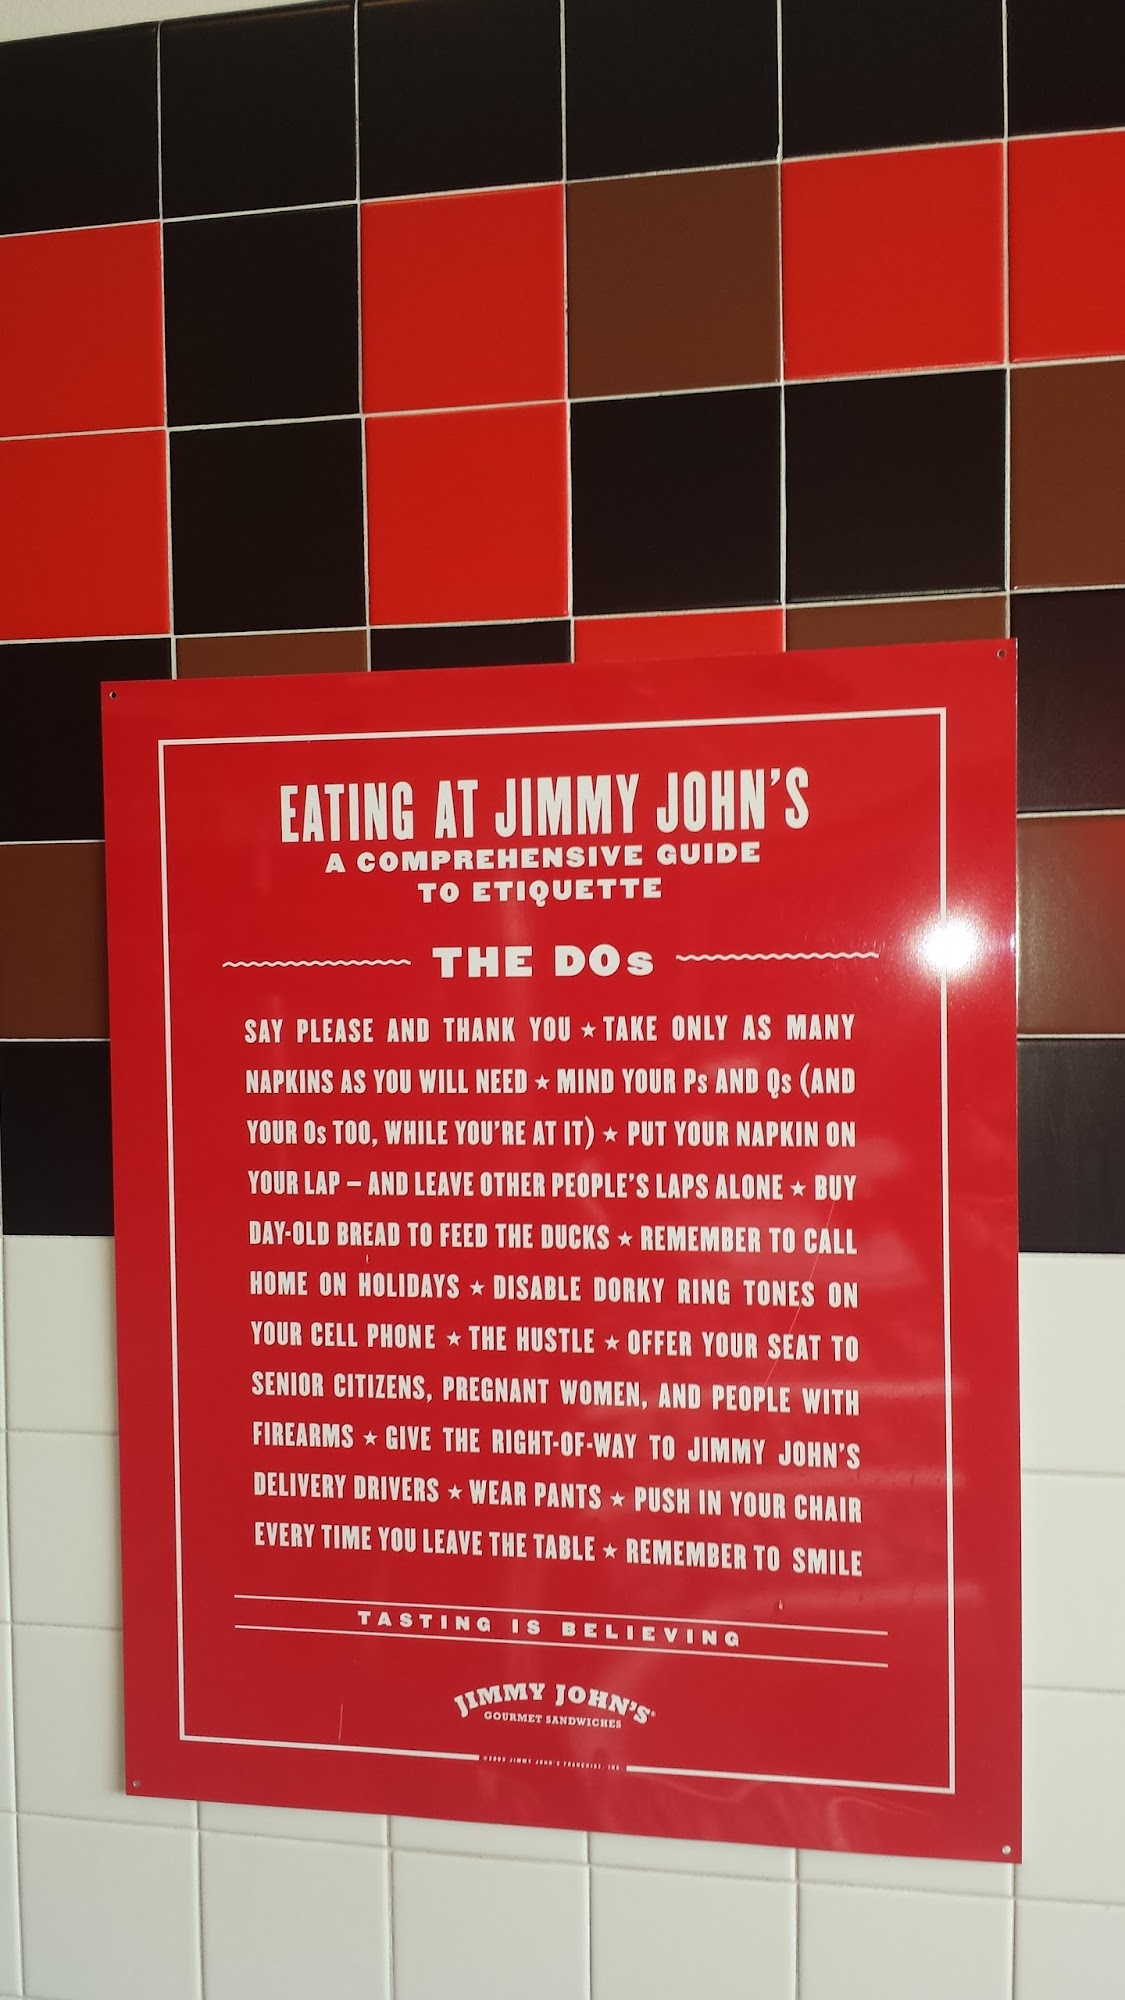 EATING AT JIMMY JOHN'S
A COMPREHENSIVE GUIDE
TO ETIQUETTE
THE DOs
SAY PLEASE AND THANK YOU ★ TAKE ONLY AS MANY
NAPKINS AS YOU WILL NEED ★ MIND YOUR Ps AND Qs (AND
YOUR Os TOO, WHILE YOU'RE AT IT) ★ PUT YOUR NAPKIN ON
YOUR LAP – AND LEAVE OTHER PEOPLE'S LAPS ALONE ★ BUY
DAY-OLD BREAD TO FEED THE DUCKS ★ REMEMBER TO CALL
HOME ON HOLIDAYS ★ DISABLE DORKY RING TONES ON
YOUR CELL PHONE ★ THE HUSTLE ★ OFFER YOUR SEAT TO
SENIOR CITIZENS, PREGNANT WOMEN, AND PEOPLE WITH
FIREARMS ★ GIVE THE RIGHT-OF-WAY TO JIMMY JOHN'S
DELIVERY DRIVERS ★ WEAR PANTS ★ PUSH IN YOUR CHAIR
EVERY TIME YOU LEAVE THE TABLE ★ REMEMBER TO SMILE
TASTING IS BELIEVING
JIMMY JOHN'S®
GOURMET SANDWICHES
JIMMY JOHN'S FRANCHISE, INC.